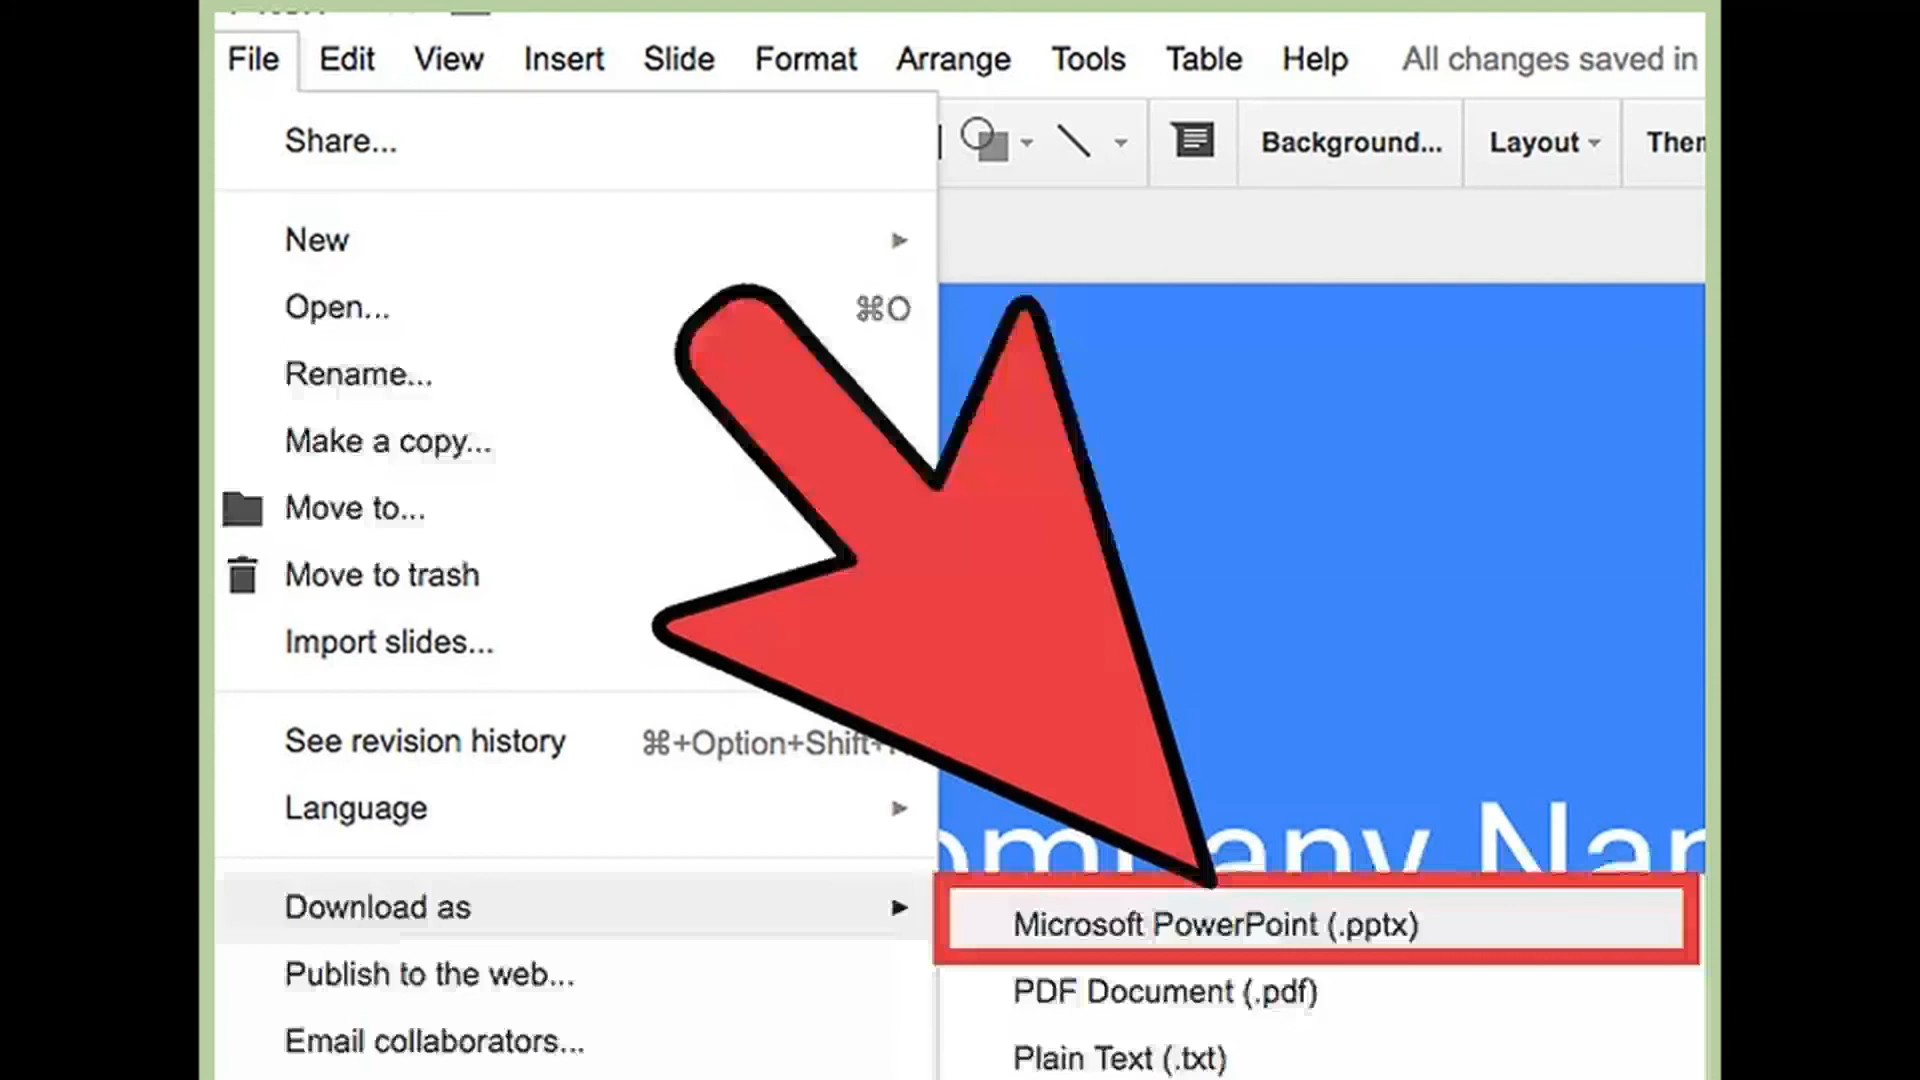 File Edit View Insert Slide Format Arrange Tools Table Help All changes saved in
Share...
Background... Layout
New
Open... ⌘O
Rename...
Make a copy...
Move to...
Move to trash
Import slides...
See revision history ⌘+Option+Shift+
Language
Download as
Publish to the web...
Email collaborators...
Microsoft PowerPoint (.pptx)
PDF Document (.pdf)
Plain Text (.txt)